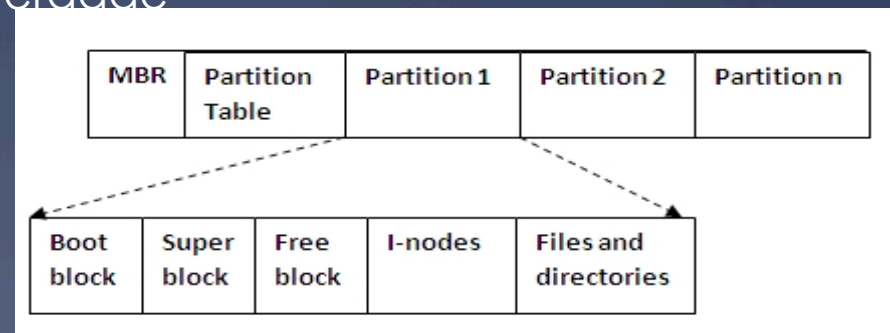 MBR
Partition Table
Partition 1
Partition 2
Partition n
Boot block
Super block
Free block
I-nodes
Files and directories